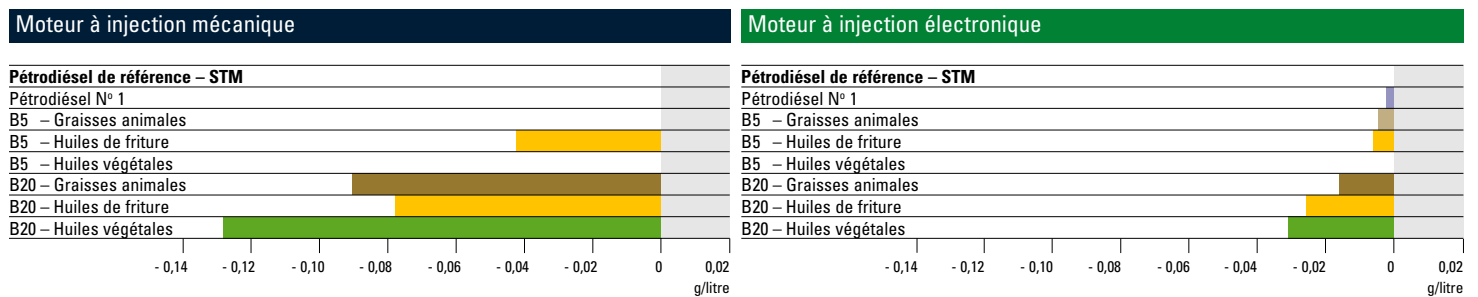 Moteur à injection mécanique
Pétrodiésel de référence – STM
Pétrodiésel Nº 1
B5 – Graisses animales
B5 – Huiles de friture
B5 – Huiles végétales
B20 – Graisses animales
B20 – Huiles de friture
B20 – Huiles végétales
- 0,14 - 0,12 - 0,10 - 0,08 - 0,06 - 0,04 - 0,02 0 0,02
g/litre
Moteur à injection électronique
Pétrodiésel de référence – STM
Pétrodiésel Nº 1
B5 – Graisses animales
B5 – Huiles de friture
B5 – Huiles végétales
B20 – Graisses animales
B20 – Huiles de friture
B20 – Huiles végétales
- 0,14 - 0,12 - 0,10 - 0,08 - 0,06 - 0,04 - 0,02 0 0,02
g/litre